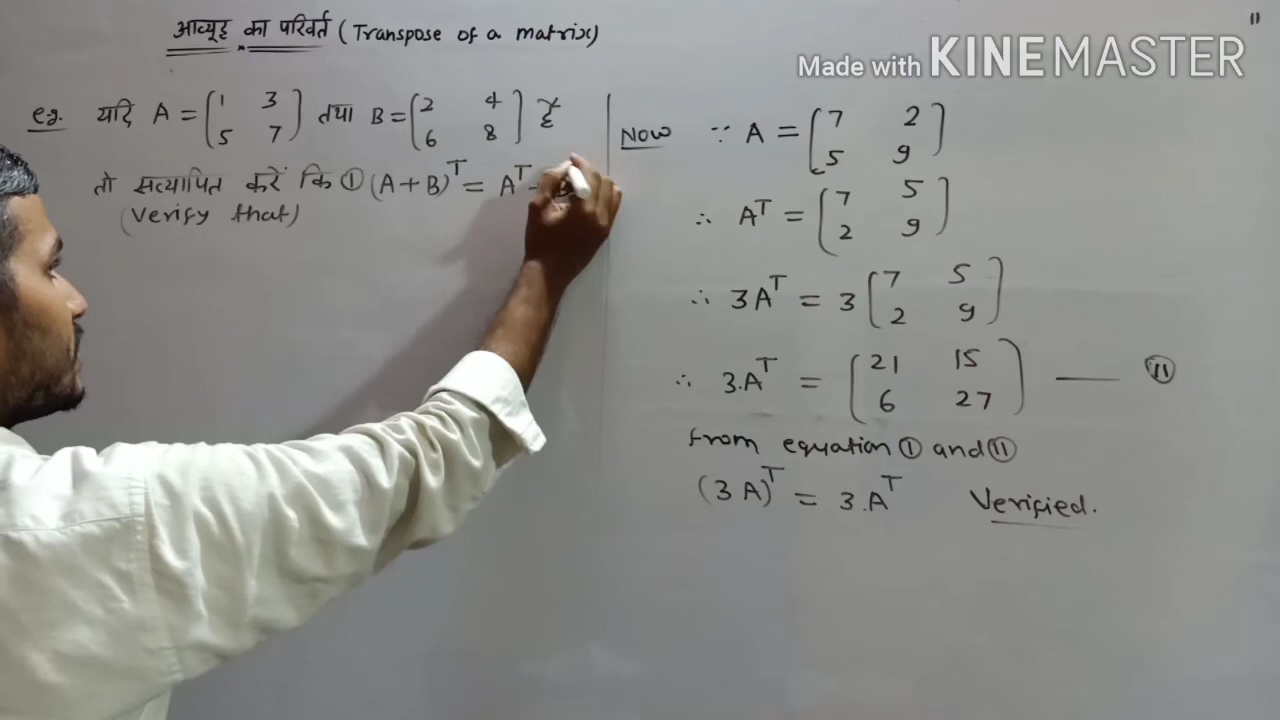 आव्यूह का परिवर्त (Transpose of a matrix)
11
Made with KINEMASTER
e.g. यदि A = [1 3 5 7] तथा B = [2 4 6 8] है
तो सत्यापित करें कि ① (A + B)^T = A^T
(Verify that)
Now ∵ A = [7 2 5 9]
∴ A^T = [7 5 2 9]
∴ 3A^T = 3 [7 5 2 9]
∴ 3.A^T = [21 15 6 27] —— ⑪
from equation ① and ⑪
(3A)^T = 3.A^T Verified.